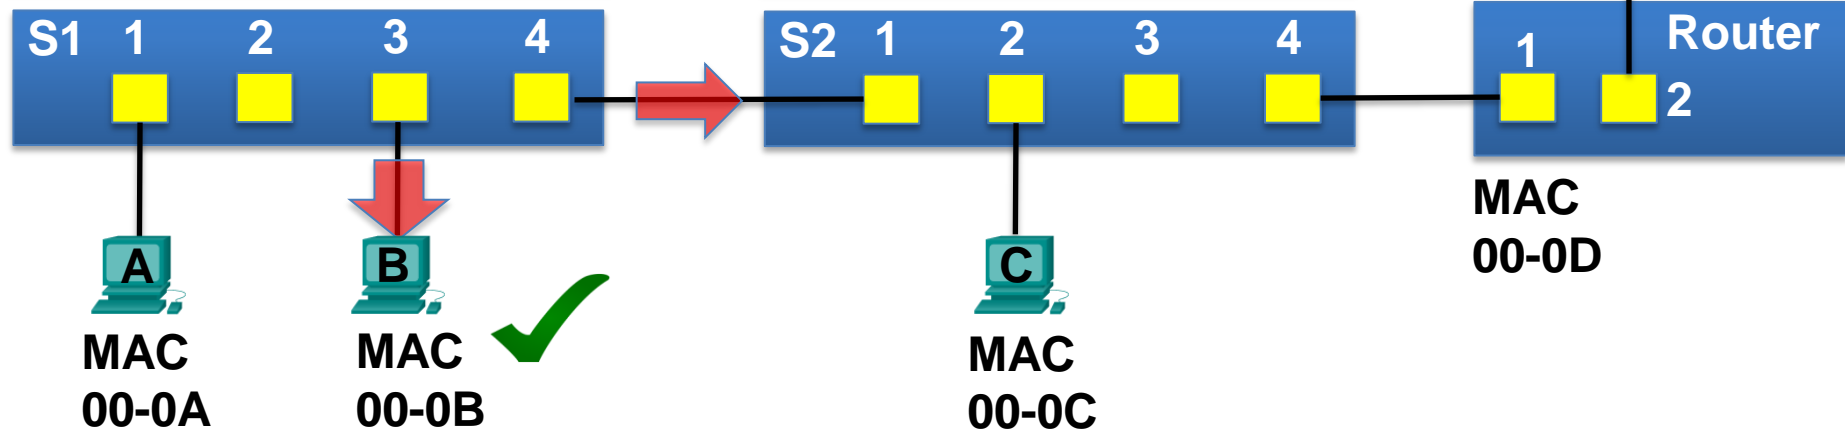 S1 1 2 3 4
S2 1 2 3 4
Router
1
2
A
B
C
MAC
00-0A
MAC
00-0B
MAC
00-0C
MAC
00-0D